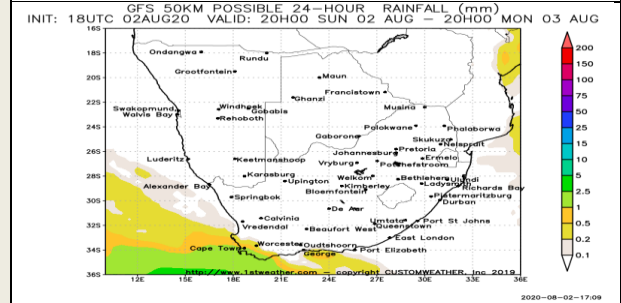 GFS 50KM POSSIBLE 24-HOUR RAINFALL (mm)
INIT: 18UTC 02AUG20 VALID: 20H00 SUN 02 AUG – 20H00 MON 03 AUG
16S
18S
20S
22S
24S
26S
28S
30S
32S
34S
36S
Ondangwa
Rundu
Grootfontein
Maun
Francistown
Ghanzi
Musina
Swakopmund
Walvis Bay
Windhoek
Gobabis
Rehoboth
Polokwane
Phalaborwa
Gaborone
Skukuza
Nelspruit
Johannesburg
Pretoria
Luderitz
Keetmanshoop
Vryburg
Potchefstroom
Ermelo
Karasburg
Upington
Welkom
Bethlehem
Ulundi
Alexander Bay
Kimberley
Ladysmith
Richards Bay
Bloemfontein
Springbok
Pietermaritzburg
Durban
De Aar
Calvinia
Umtata
Port St Johns
Vredendal
Beaufort West
Queenstown
East London
Cape Town
Worcester
Oudtshoorn
George
Port Elizabeth
http://www.1stweather.com – copyright CUSTOMWEATHER, Inc 2019
12E 15E 18E 21E 24E 27E 30E 33E 36E
200
150
100
75
50
25
15
10
5
2.5
1
0.5
0.2
0.1
2020-08-02-17:09